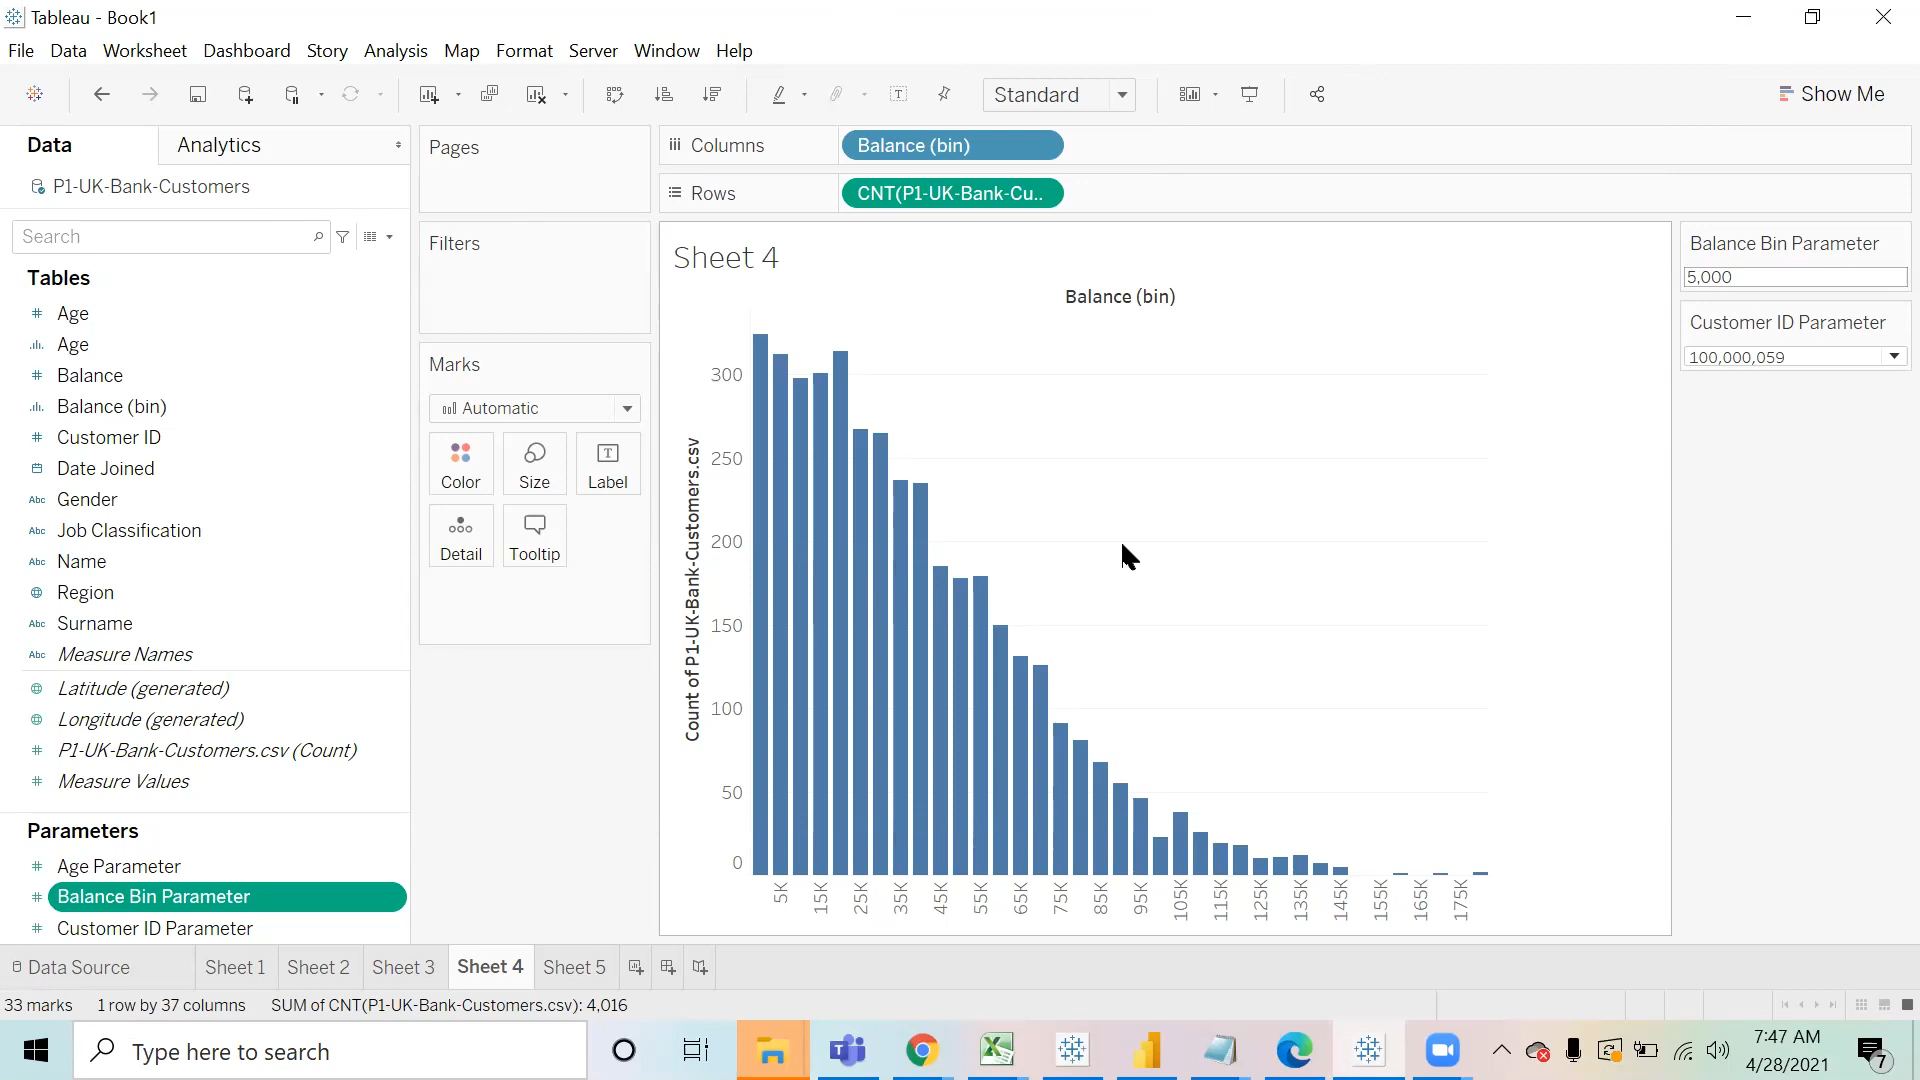 Tableau - Book1
File Data Worksheet Dashboard Story Analysis Map Format Server Window Help
Standard
Show Me
Data
Analytics
P1-UK-Bank-Customers
Search
Tables
Age
Age
Balance
Balance (bin)
Customer ID
Date Joined
Abc Gender
Abc Job Classification
Abc Name
Region
Abc Surname
Abc Measure Names
Latitude (generated)
Longitude (generated)
P1-UK-Bank-Customers.csv (Count)
Measure Values
Parameters
Age Parameter
Balance Bin Parameter
Customer ID Parameter
Pages
Filters
Marks
Automatic
Color
Size
T
Label
Detail
Tooltip
Columns
Balance (bin)
Rows
CNT(P1-UK-Bank-Cu..
Sheet 4
Balance (bin)
Count of P1-UK-Bank-Customers.csv
300
250
200
150
100
50
0
5K 15K 25K 35K 45K 55K 65K 75K 85K 95K 105K 115K 125K 135K 145K 155K 165K 175K
Balance Bin Parameter
5,000
Customer ID Parameter
100,000,059
Data Source
Sheet 1
Sheet 2
Sheet 3
Sheet 4
Sheet 5
33 marks
1 row by 37 columns
SUM of CNT(P1-UK-Bank-Customers.csv): 4,016
Type here to search
7:47 AM
4/28/2021
7